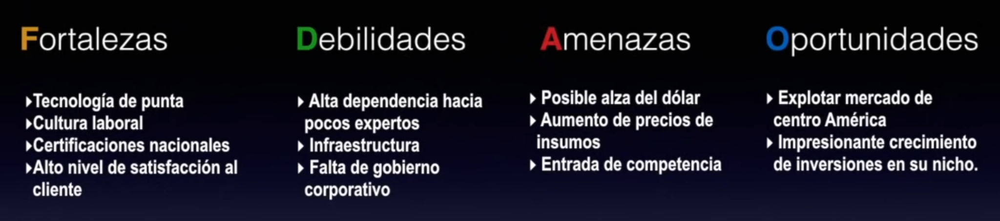 Fortalezas
▸Tecnología de punta
▸Cultura laboral
▸Certificaciones nacionales
▸Alto nivel de satisfacción al
cliente
Debilidades
▸ Alta dependencia hacia
pocos expertos
▸ Infraestructura
▸ Falta de gobierno
corporativo
Amenazas
▸ Posible alza del dólar
▸ Aumento de precios de
insumos
▸ Entrada de competencia
Oportunidades
▸ Explotar mercado de
centro América
▸ Impresionante crecimiento
de inversiones en su nicho.